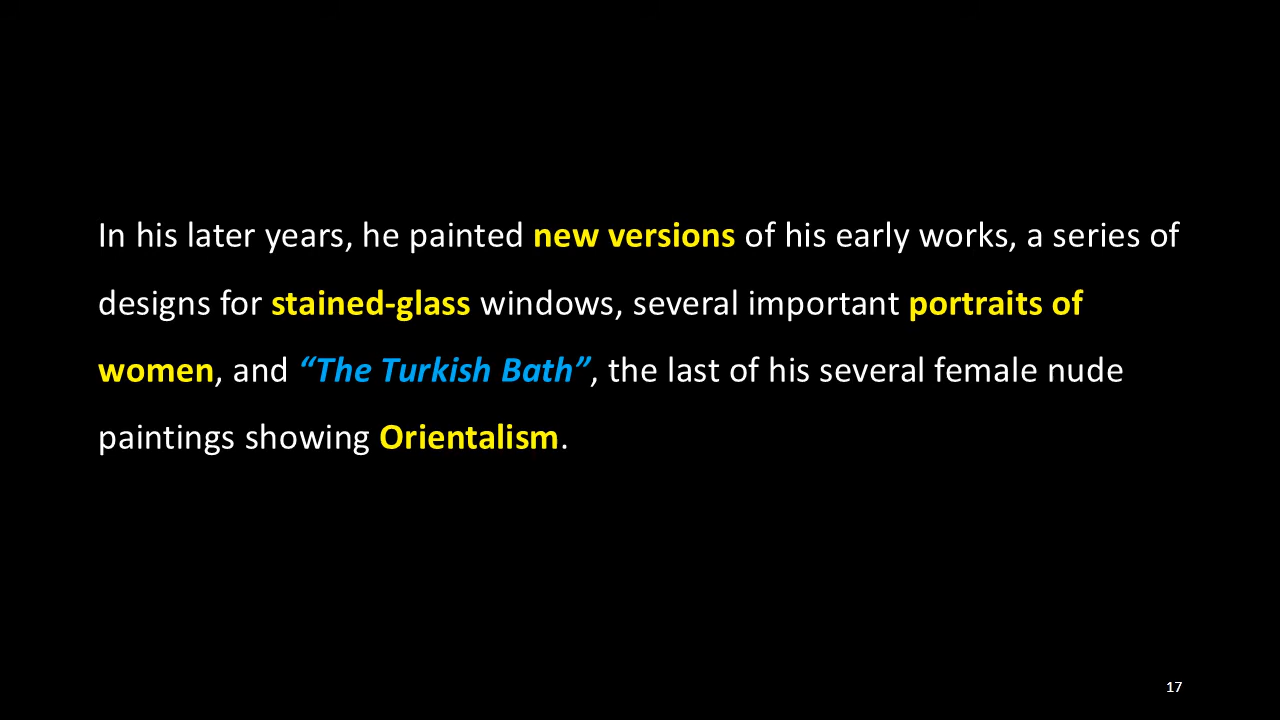 In his later years, he painted new versions of his early works, a series of
designs for stained-glass windows, several important portraits of
women, and “The Turkish Bath”, the last of his several female nude
paintings showing Orientalism.
17